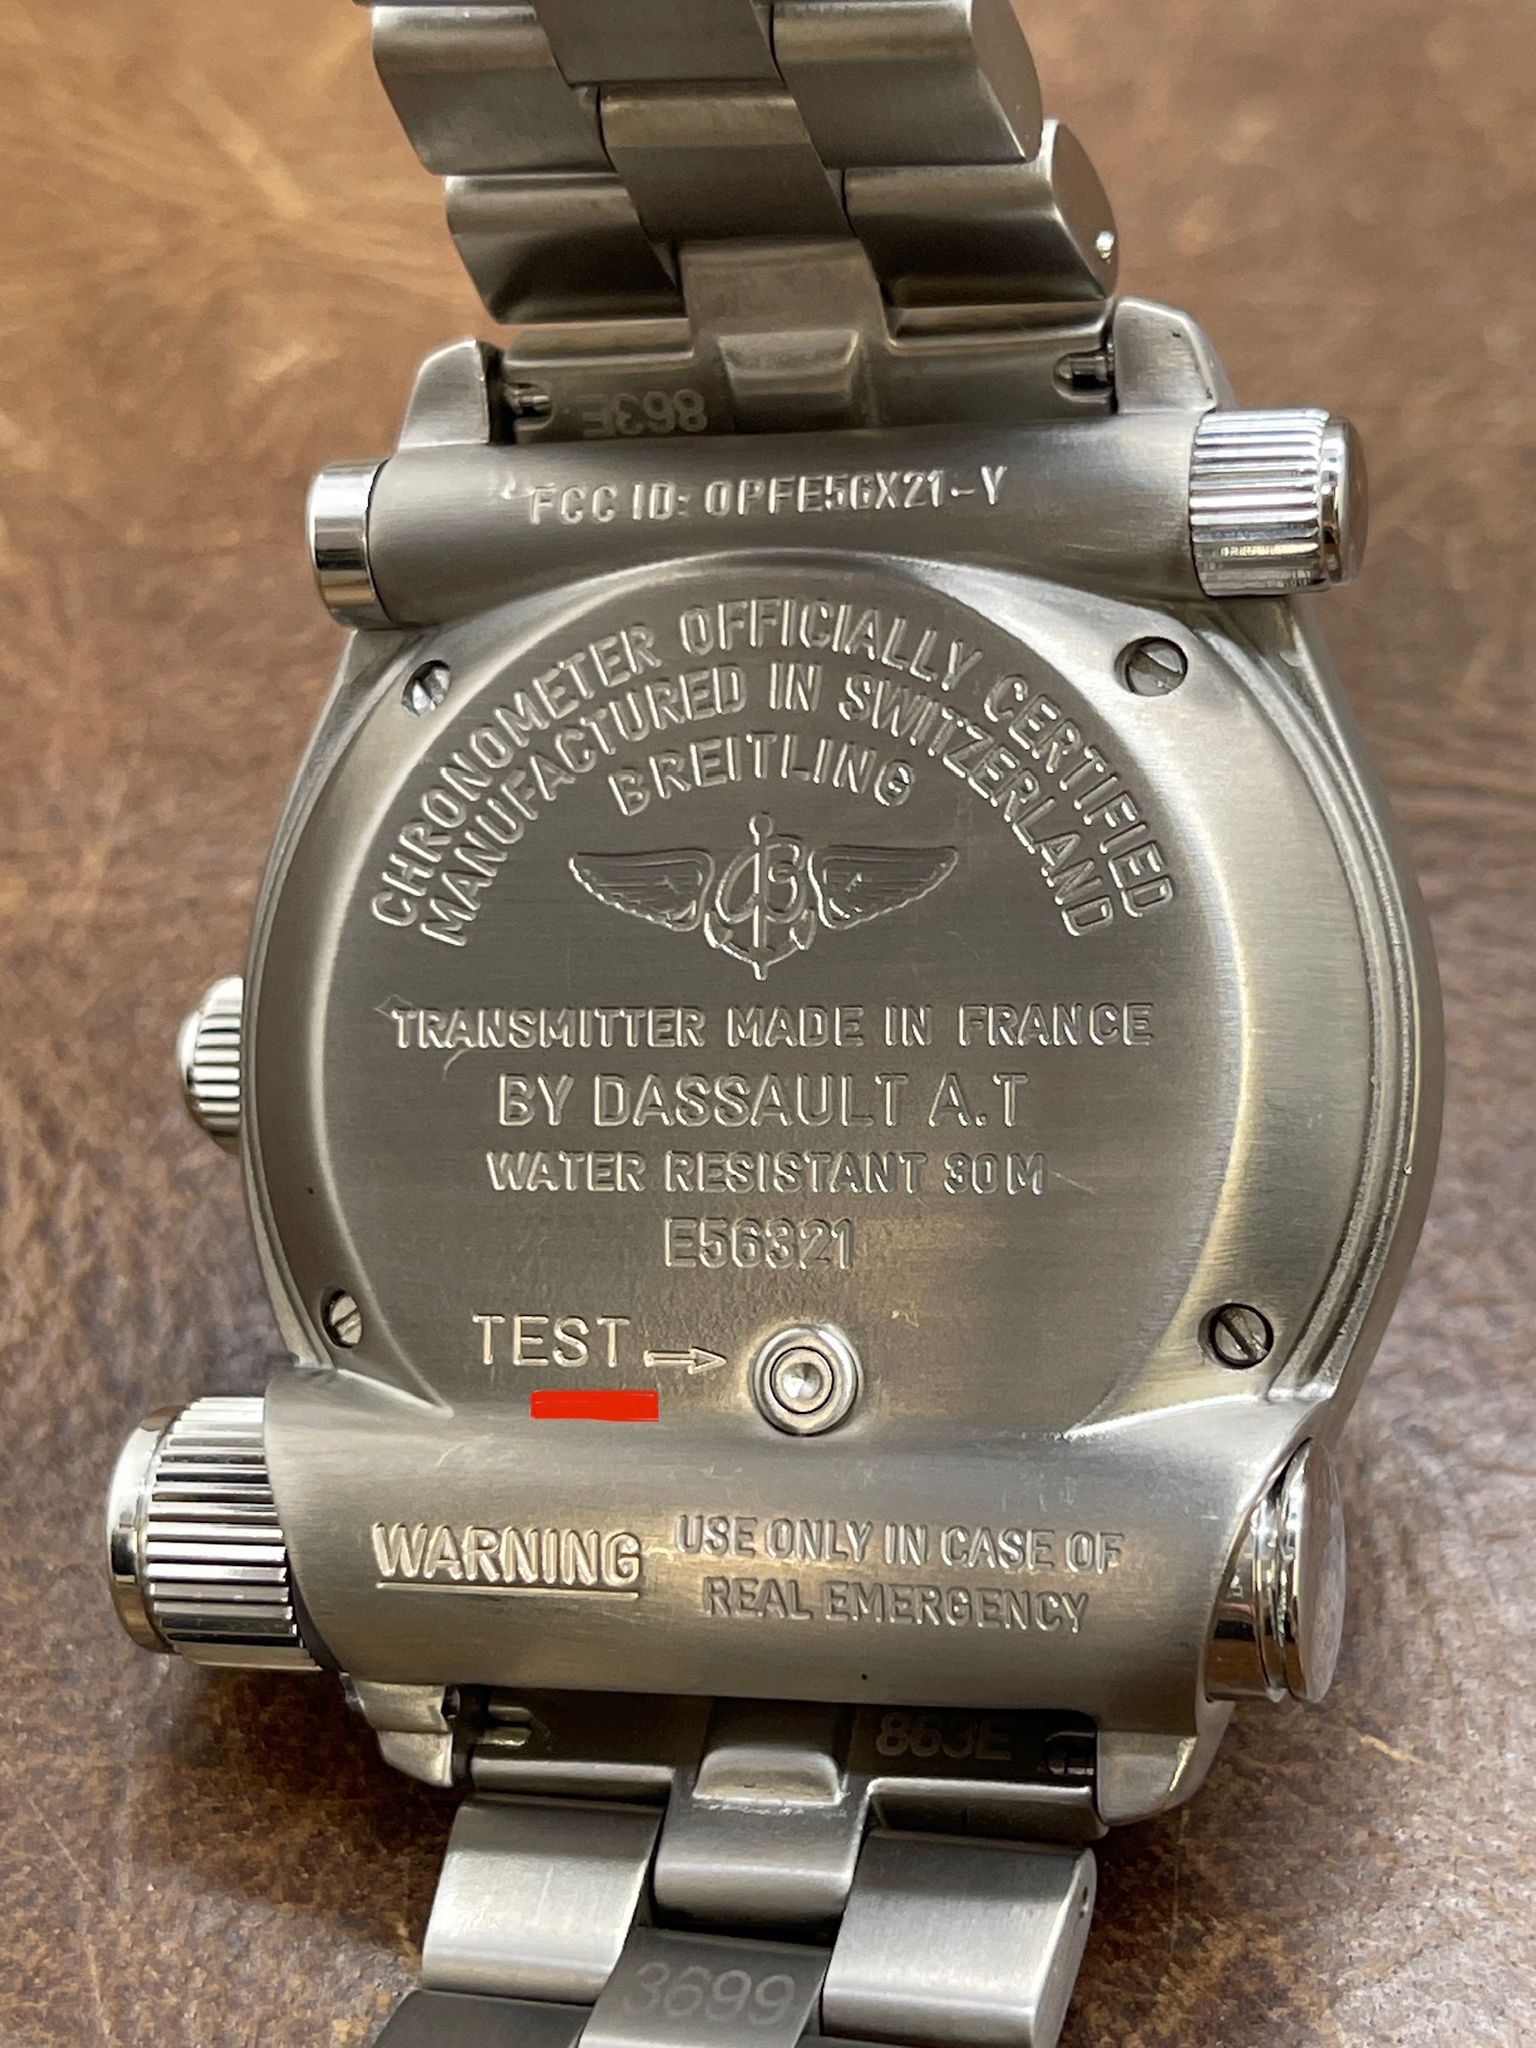 863E
FCC ID: OPFE56X21-Y
CHRONOMETER OFFICIALLY CERTIFIED
MANUFACTURED IN SWITZERLAND
BREITLING
B
TRANSMITTER MADE IN FRANCE
BY DASSAULT A.T
WATER RESISTANT 30M
E56321
TEST
WARNING USE ONLY IN CASE OF
REAL EMERGENCY
863E
3699